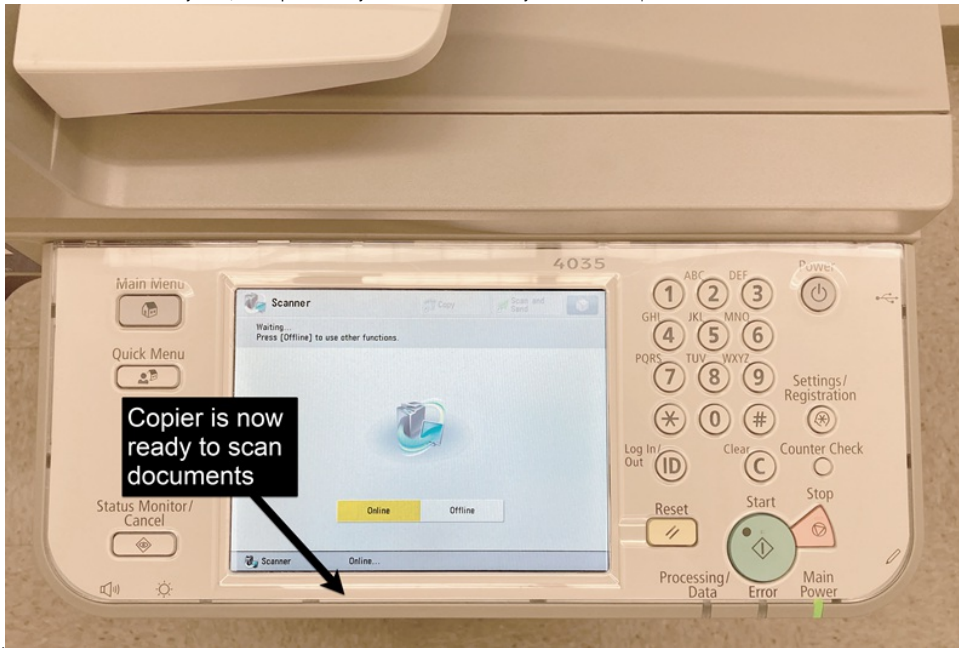 4035
Main Menu
Quick Menu
Status Monitor/
Cancel
Scanner
Copy
Scan and
Send
Waiting...
Press [Offline] to use other functions.
Online
Offline
Scanner
Online...
Copier is now
ready to scan
documents
ABC
DEF
1
2
3
GHI
JKL
MNO
4
5
6
PQRS
TUV
WXYZ
7
8
9
0
#
Log In/
Out
ID
Clear
C
Power
Settings/
Registration
Counter Check
Reset
Start
Stop
Processing/
Data
Error
Main
Power